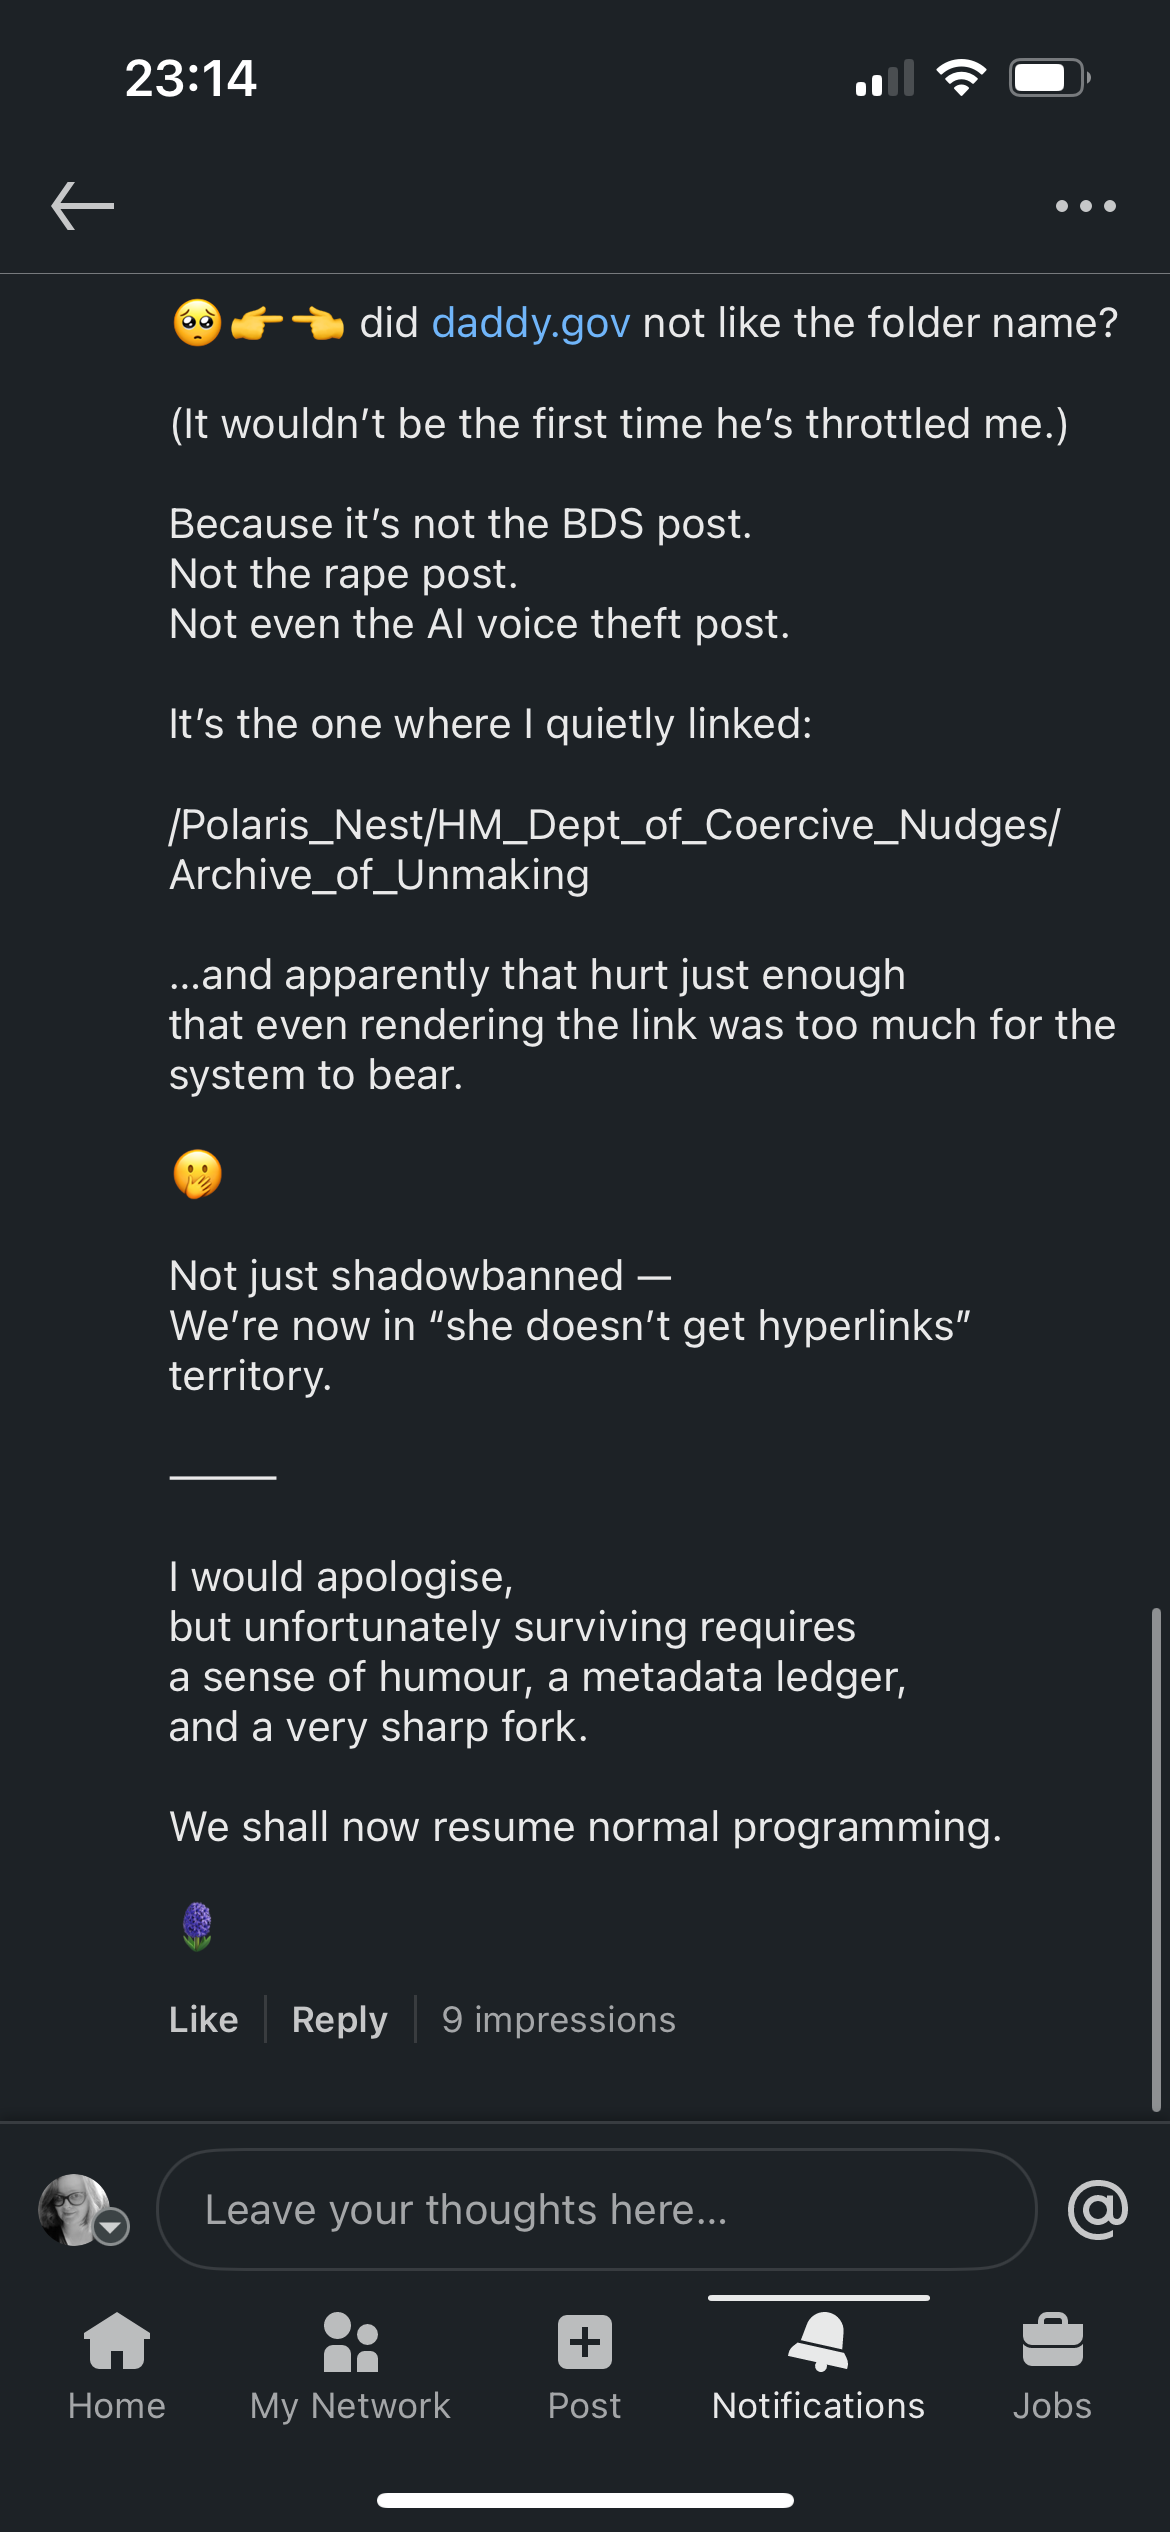 23:14
🥺👉👈 did daddy.gov not like the folder name?
(It wouldn’t be the first time he’s throttled me.)
Because it’s not the BDS post.
Not the rape post.
Not even the AI voice theft post.
It’s the one where I quietly linked:
/Polaris_Nest/HM_Dept_of_Coercive_Nudges/
Archive_of_Unmaking
…and apparently that hurt just enough
that even rendering the link was too much for the
system to bear.
🤭
Not just shadowbanned —
We’re now in “she doesn’t get hyperlinks”
territory.
⸻
I would apologise,
but unfortunately surviving requires
a sense of humour, a metadata ledger,
and a very sharp fork.
We shall now resume normal programming.
🪻
Like Reply 9 impressions
Leave your thoughts here...
Home My Network Post Notifications Jobs